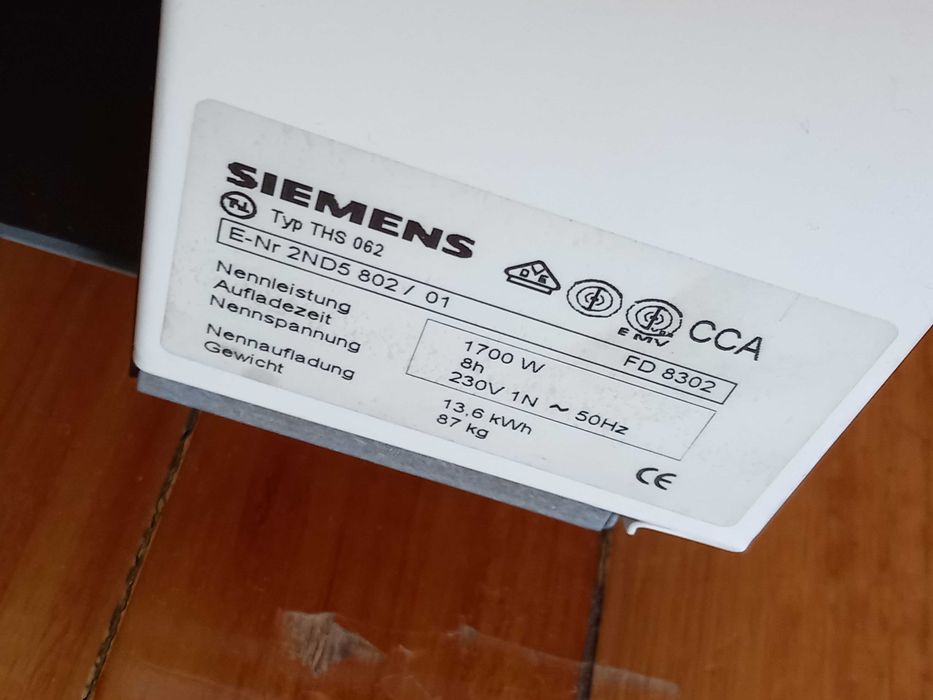 SIEMENS
Typ THS 062
E-Nr 2ND5 802 / 01
FD 8302
DVE
EMV
CCA
Nennleistung 1700 W
Aufladezeit 8h
Nennspannung 230V 1N ~ 50Hz
Nennaufladung 13,6 kWh
Gewicht 87 kg
CE